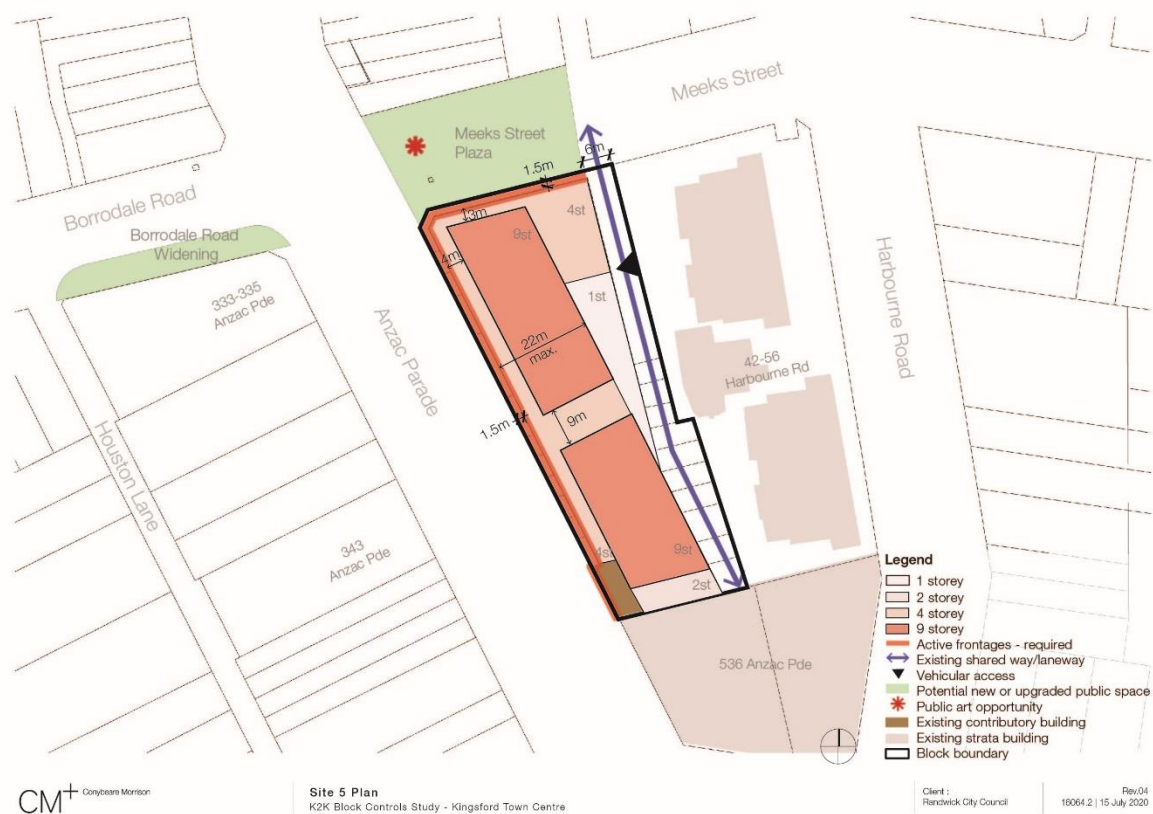 Meeks Street
Meeks Street
Plaza
6m
1.5m
Borrodale Road
Borrodale Road
Widening
3m
4st
9st
4m
333-335
Anzac Pde
1st
Anzac Parade
22m
max.
Harbourne Road
42-56
Harbourne Rd
1.5m
9m
Houston Lane
343
Anzac Pde
4st
9st
2st
536 Anzac Pde
Legend
1 storey
2 storey
4 storey
9 storey
Active frontages - required
Existing shared way/laneway
Vehicular access
Potential new or upgraded public space
Public art opportunity
Existing contributory building
Existing strata building
Block boundary
CM+ Conybeare Morrison
Site 5 Plan
K2K Block Controls Study - Kingsford Town Centre
Client :
Randwick City Council
Rev.04
16064.2 | 15 July 2020